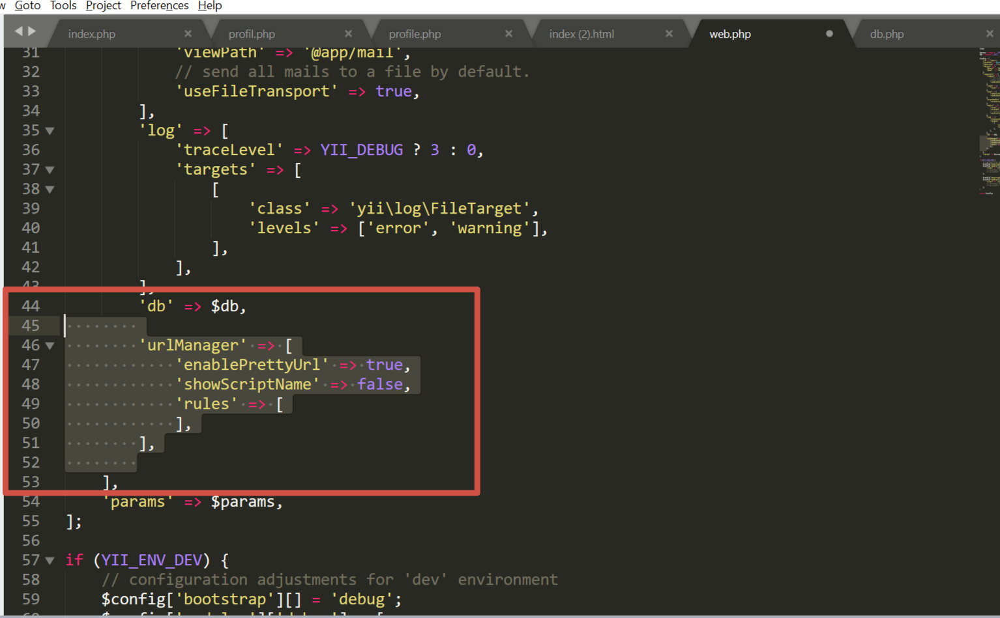 Goto Tools Project Preferences Help
index.php × profil.php × profile.php × index (2).html × web.php db.php ×
31 'viewPath' => '@app/mail',
32 // send all mails to a file by default.
33 'useFileTransport' => true,
34 ],
35 'log' => [
36 'traceLevel' => YII_DEBUG ? 3 : 0,
37 'targets' => [
38 [
39 'class' => 'yii\log\FileTarget',
40 'levels' => ['error', 'warning'],
41 ],
42 ],
43 ],
44 'db' => $db,
45
46 'urlManager' => [
47 'enablePrettyUrl' => true,
48 'showScriptName' => false,
49 'rules' => [
50 ],
51 ],
52
53 ],
54 'params' => $params,
55 ];
56
57 if (YII_ENV_DEV) {
58 // configuration adjustments for 'dev' environment
59 $config['bootstrap'][] = 'debug';